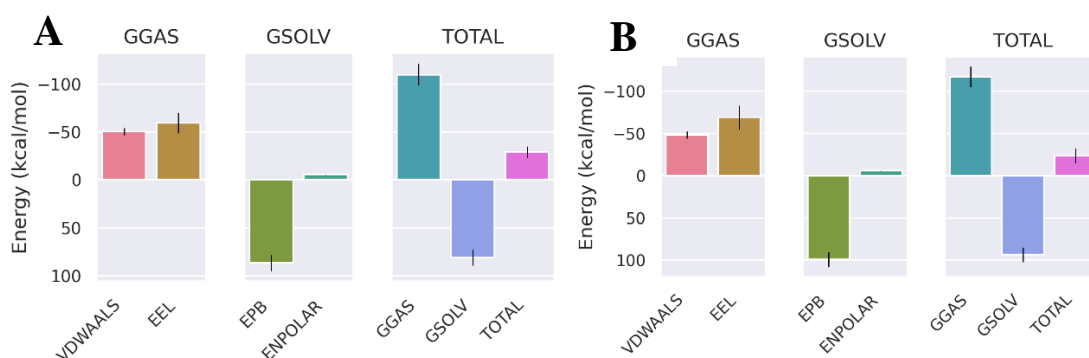 A
GGAS GSOLV TOTAL
Energy (kcal/mol)
−100
−50
0
50
100
VDWAALS EEL EPB ENPOLAR GGAS GSOLV TOTAL
B
GGAS GSOLV TOTAL
Energy (kcal/mol)
−100
−50
0
50
100
VDWAALS EEL EPB ENPOLAR GGAS GSOLV TOTAL